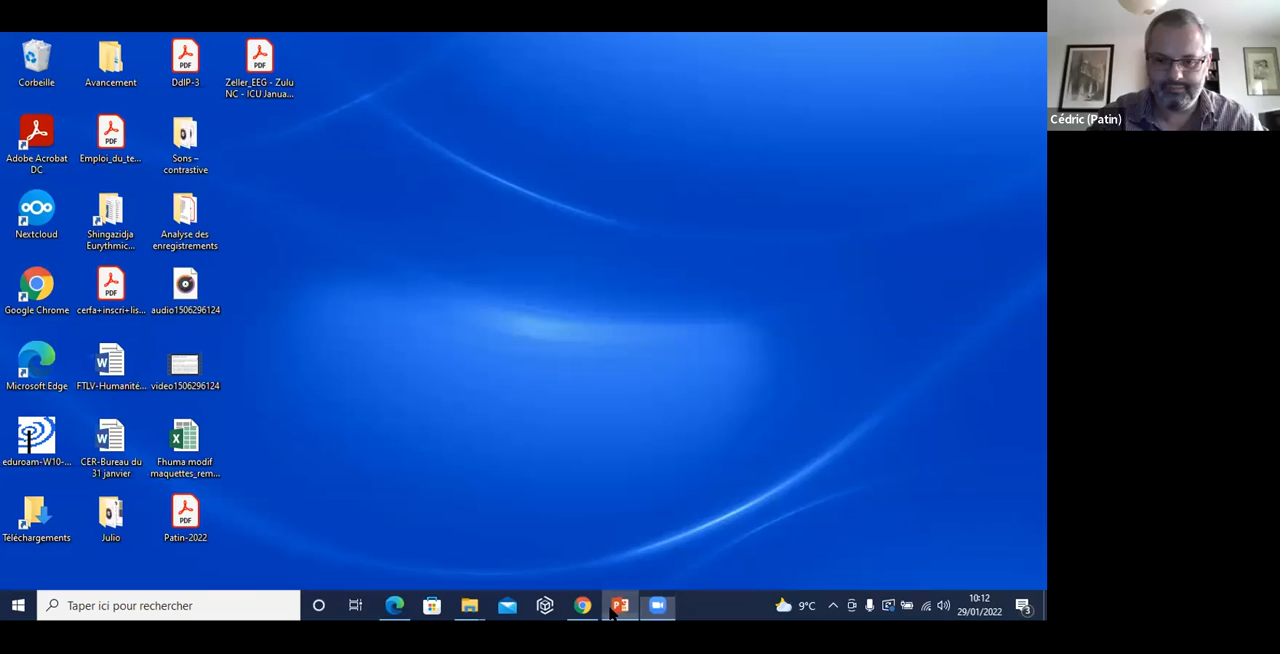 Corbeille
Avancement
DdIP-3
Zeller_EEG - Zulu
NC - ICU Janua...
Adobe Acrobat
DC
Emploi_du_te...
Sons –
contrastive
Nextcloud
Shingazidja
Eurythmic...
Analyse des
enregistrements
Google Chrome
cerfa+inscri+lis...
audio1506296124
Microsoft Edge
FTLV-Humanité...
video1506296124
eduroam-W10-...
CER-Bureau du
31 janvier
Fhuma modif
maquettes_rem...
Téléchargements
Julio
Patin-2022
Cédric (Patin)
Taper ici pour rechercher
9°C
10:12
29/01/2022
3